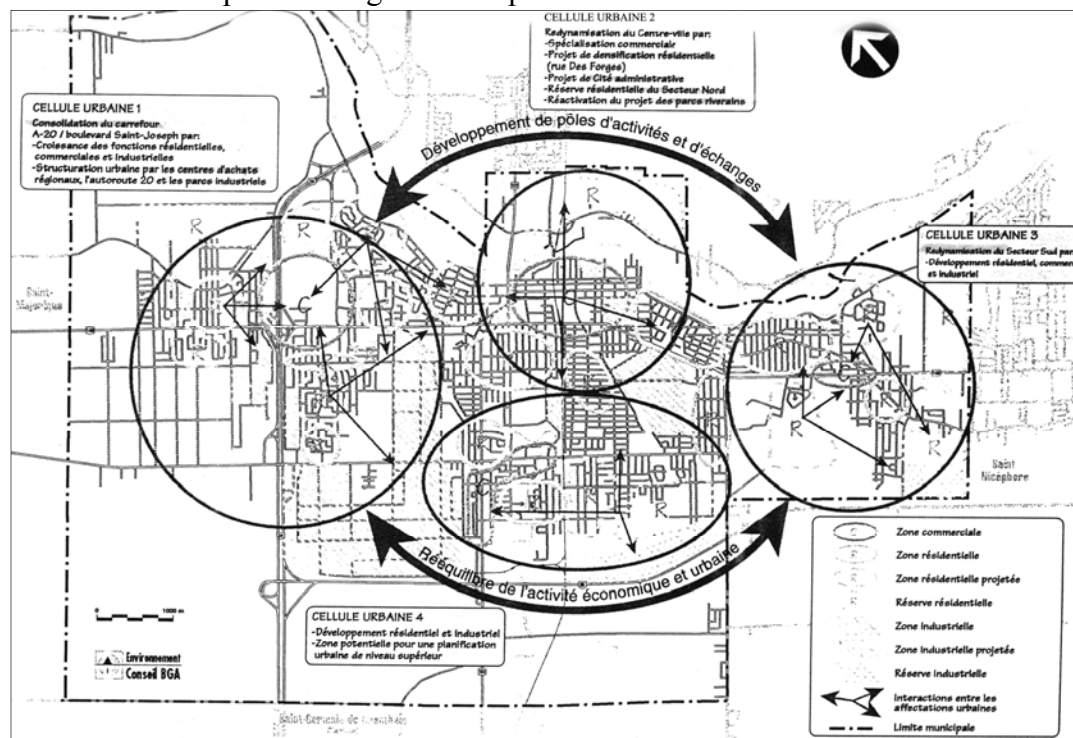 CELLULE URBAINE 2
Redynamisation du Centre-ville par:
-Spécialisation commerciale
-Projet de densification résidentielle
(rue Des Forges)
-Projet de Cité administrative
-Réserve résidentielle du Secteur Nord
-Réactivation du projet des parcs riverains
CELLULE URBAINE 1
Consolidation du carrefour
A-20 / boulevard Saint-Joseph par:
-Croissance des fonctions résidentielles,
commerciales et industrielles
-Structuration urbaine par les centres d'achats
régionaux, l'autoroute 20 et les parcs industriels
Développement de pôles d'activités et d'échanges
CELLULE URBAINE 3
Redynamisation du Secteur Sud par
-Développement résidentiel, commer
et industriel
Saint-
Majorique
R
R
R
R
C
R
R
R
C
R
Saint
Nicéphore
Rééquilibre de l'activité économique et urbaine
CELLULE URBAINE 4
-Développement résidentiel et industriel
-Zone potentielle pour une planification
urbaine de niveau supérieur
0 1000 m
Environnement
Conseil BGA
C Zone commerciale
R Zone résidentielle
Zone résidentielle projetée
R Réserve résidentielle
Zone industrielle
Zone industrielle projetée
Réserve industrielle
Interactions entre les
affectations urbaines
Limite municipale